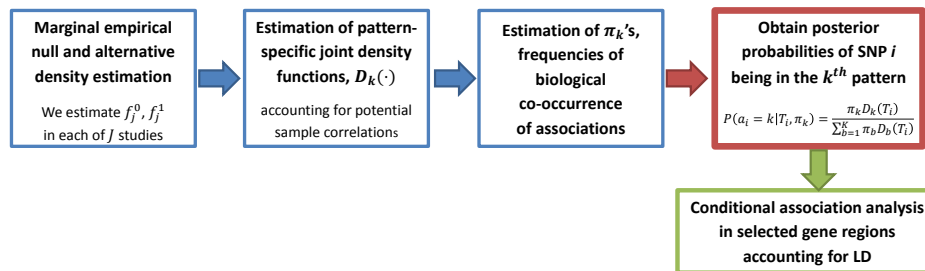 Marginal empirical
null and alternative
density estimation
We estimate f_j^0, f_j^1
in each of J studies
Estimation of pattern-
specific joint density
functions, D_k(·)
accounting for potential
sample correlations
Estimation of π_k's,
frequencies of
biological
co-occurrence
of associations
Obtain posterior
probabilities of SNP i
being in the k^th pattern
P(a_i = k|T_i, π_k) = π_k D_k(T_i) / ∑_{b=1}^K π_b D_b(T_i)
Conditional association analysis
in selected gene regions
accounting for LD